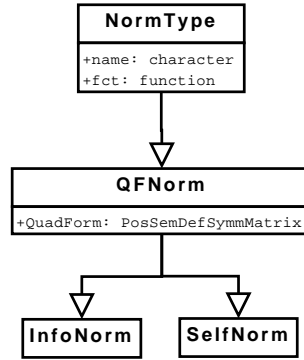 NormType
+name: character
+fct: function
QFNorm
+QuadForm: PosSemDefSymmMatrix
InfoNorm
SelfNorm